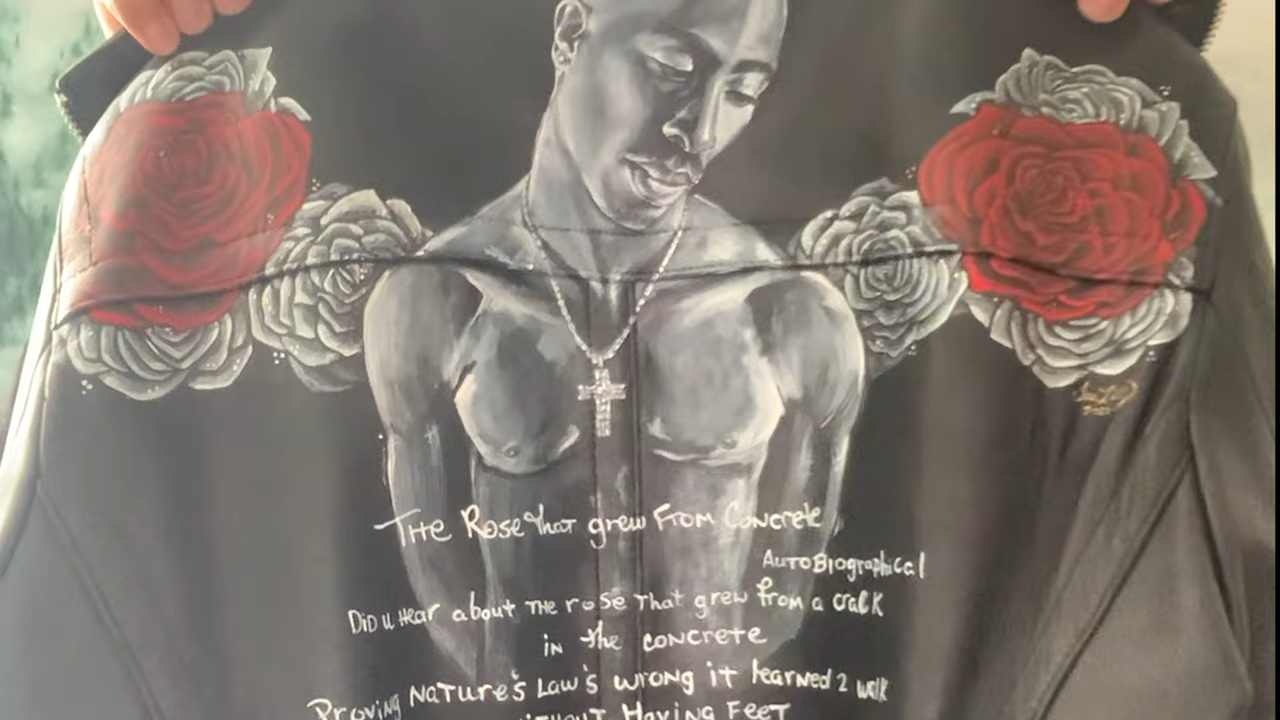 THE Rose That grew From Concrete
AutoBiographical
Did u Hear about THE rose That grew from a crack
in the concrete
Proving Nature's Law's wrong it learned 2 walk
without Having Feet